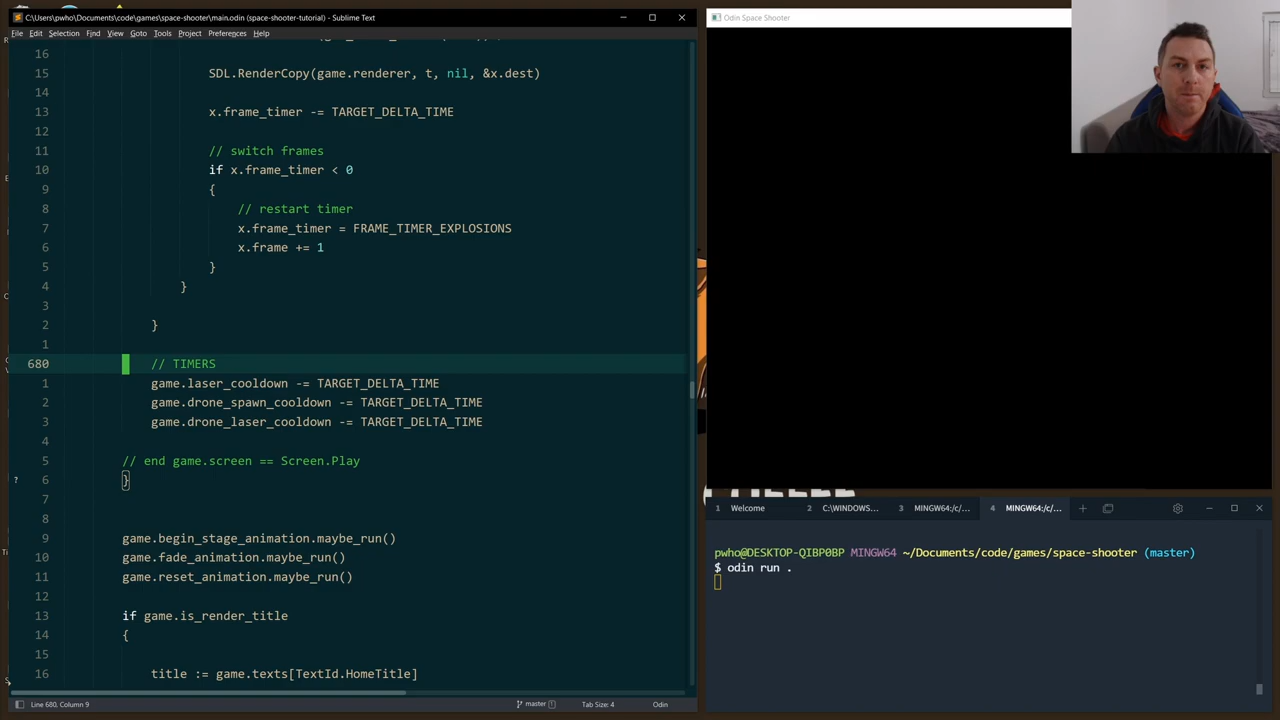 C:\Users\pwho\Documents\code\games\space-shooter\main.odin (space-shooter-tutorial) - Sublime Text
File Edit Selection Find View Goto Tools Project Preferences Help
16
15 SDL.RenderCopy(game.renderer, t, nil, &x.dest)
14
13 x.frame_timer -= TARGET_DELTA_TIME
12
11 // switch frames
10 if x.frame_timer < 0
9 {
8 // restart timer
7 x.frame_timer = FRAME_TIMER_EXPLOSIONS
6 x.frame += 1
5 }
4 }
3
2 }
1
680 // TIMERS
1 game.laser_cooldown -= TARGET_DELTA_TIME
2 game.drone_spawn_cooldown -= TARGET_DELTA_TIME
3 game.drone_laser_cooldown -= TARGET_DELTA_TIME
4
5 // end game.screen == Screen.Play
? 6 }
7
8
9 game.begin_stage_animation.maybe_run()
10 game.fade_animation.maybe_run()
11 game.reset_animation.maybe_run()
12
13 if game.is_render_title
14 {
15
16 title := game.texts[TextId.HomeTitle]
Line 680, Column 9 master 1 Tab Size: 4 Odin
Odin Space Shooter
1 Welcome 2 C:\WINDOWS... 3 MINGW64:/c/... 4 MINGW64:/c/...
pwho@DESKTOP-QIBP0BP MINGW64 ~/Documents/code/games/space-shooter (master)
$ odin run .